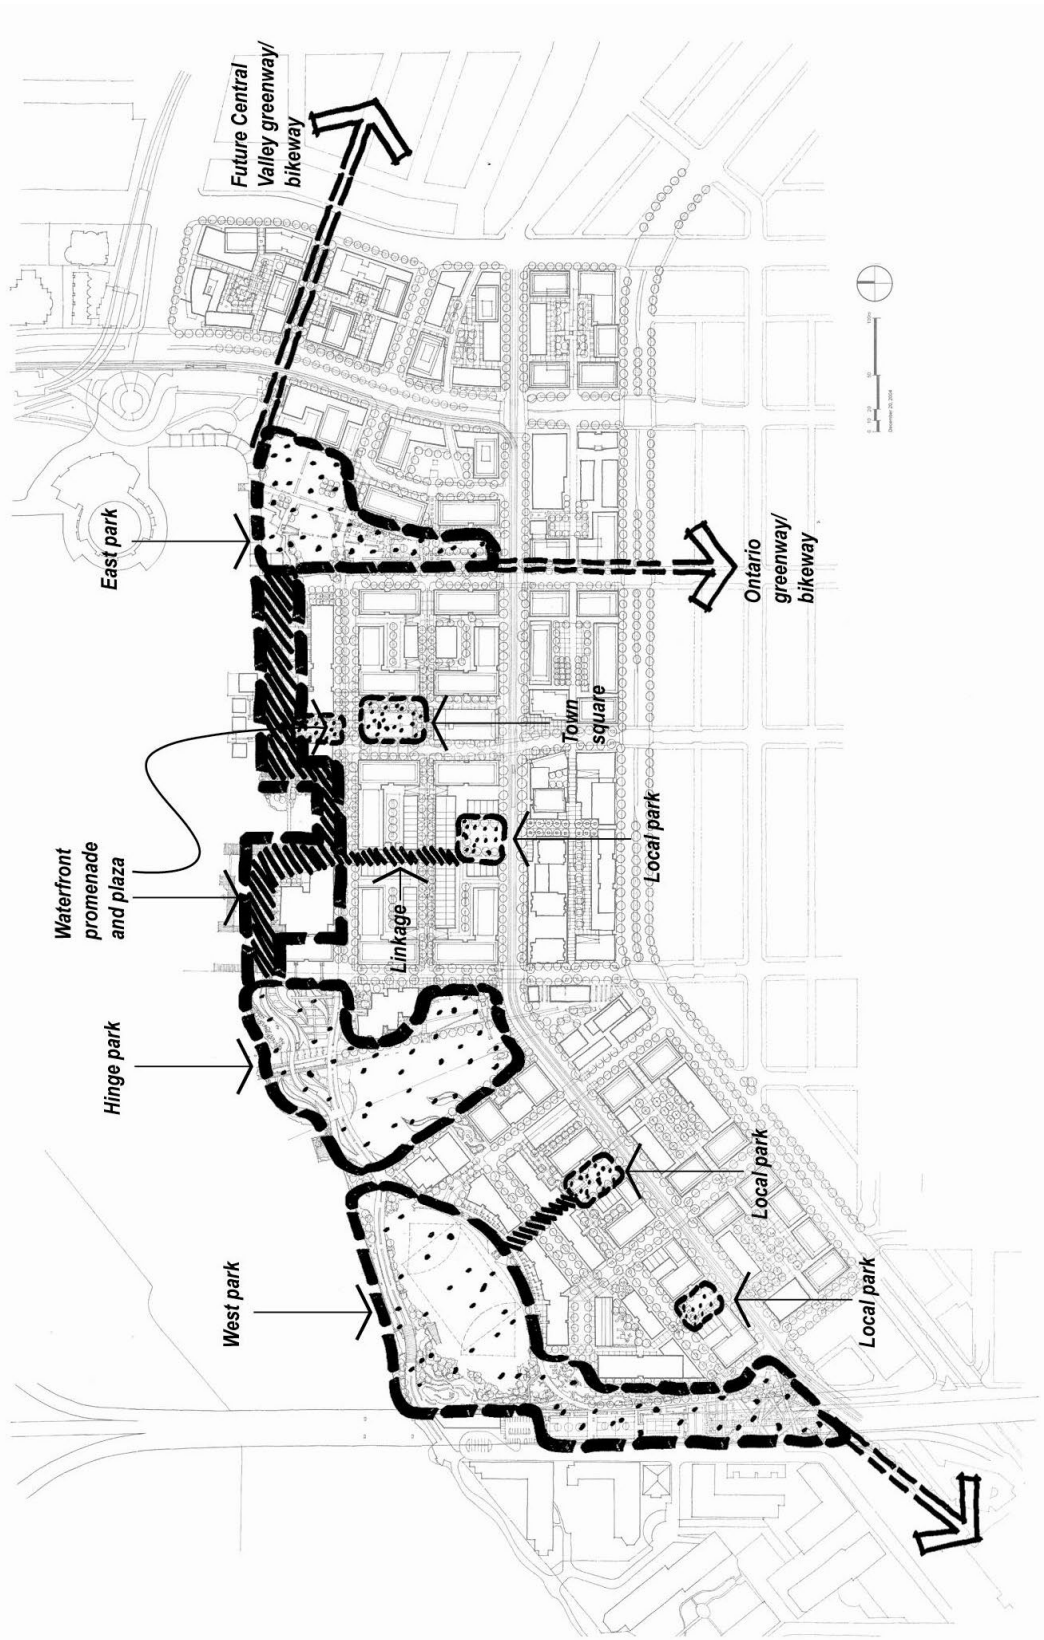 Future Central
Valley greenway/
bikeway
East park
Ontario
greenway/
bikeway
Town
square
Local park
Waterfront
promenade
and plaza
Linkage
Hinge park
Local park
West park
Local park